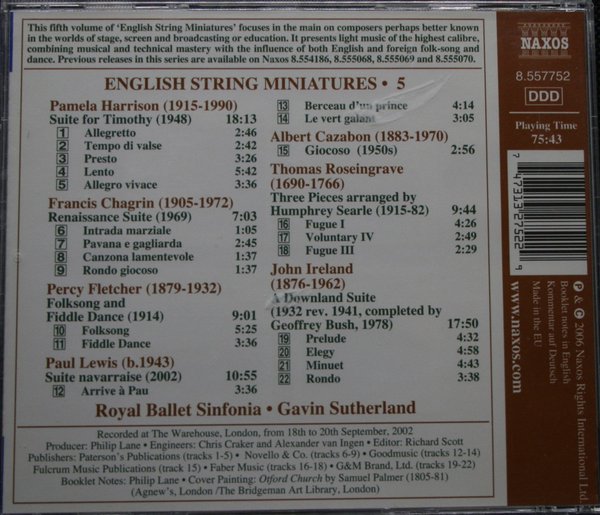 This fifth volume of 'English String Miniatures' focuses in the main on composers perhaps better known
in the worlds of stage, screen and broadcasting or education. It presents light music of the highest calibre,
combining musical and technical mastery with the influence of both English and foreign folk-song and
dance. Previous releases in this series are available on Naxos 8.554186, 8.555068, 8.555069 and 8.555070.
NAXOS
8.557752
DDD
Playing Time
75:43
ENGLISH STRING MINIATURES • 5
Pamela Harrison (1915-1990)
Suite for Timothy (1948) 18:13
1 Allegretto 2:46
2 Tempo di valse 2:42
3 Presto 3:26
4 Lento 5:42
5 Allegro vivace 3:36
Francis Chagrin (1905-1972)
Renaissance Suite (1969) 7:03
6 Intrada marziale 1:05
7 Pavana e gagliarda 2:45
8 Canzona lamentevole 1:37
9 Rondo giocoso 1:37
Percy Fletcher (1879-1932)
Folksong and
Fiddle Dance (1914) 9:01
10 Folksong 5:25
11 Fiddle Dance 3:36
Paul Lewis (b.1943)
Suite navarraise (2002) 10:55
12 Arrive à Pau 3:36
13 Berceau d'un prince 4:14
14 Le vert galant 3:05
Albert Cazabon (1883-1970)
15 Giocoso (1950s) 2:56
Thomas Roseingrave
(1690-1766)
Three Pieces arranged by
Humphrey Searle (1915-82) 9:44
16 Fugue I 4:26
17 Voluntary IV 2:49
18 Fugue III 2:29
John Ireland
(1876-1962)
A Downland Suite
(1932 rev. 1941, completed by
Geoffrey Bush, 1978) 17:50
19 Prelude 4:32
20 Elegy 4:58
21 Minuet 4:43
22 Rondo 3:38
Royal Ballet Sinfonia • Gavin Sutherland
Recorded at The Warehouse, London, from 18th to 20th September, 2002
Producer: Philip Lane • Engineers: Chris Craker and Alexander van Ingen • Editor: Richard Scott
Publishers: Paterson's Publications (tracks 1-5) • Novello & Co. (tracks 6-9) • Goodmusic (tracks 12-14)
Fulcrum Music Publications (track 15) • Faber Music (tracks 16-18) • G&M Brand, Ltd. (tracks 19-22)
Booklet Notes: Philip Lane • Cover Painting: Otford Church by Samuel Palmer (1805-81)
(Agnew's, London /The Bridgeman Art Library, London)
7 47313 27752 9
℗ & © 2006 Naxos Rights International Ltd.
Booklet notes in English
Kommentar auf Deutsch
Made in the EU
www.naxos.com